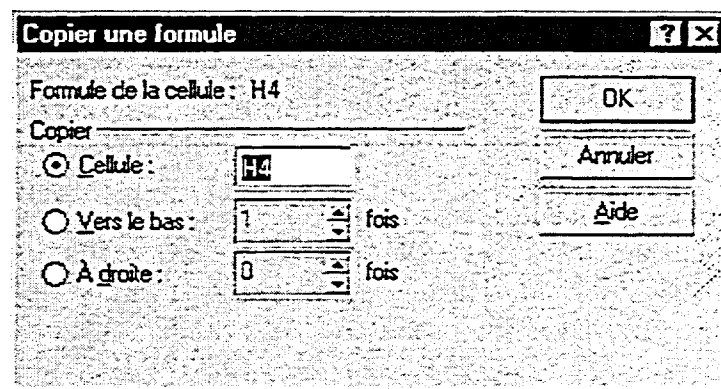 Copier une formule
Formule de la cellule : H4
OK
Copier
Cellule : H4
Annuler
Vers le bas : 1 fois
Aide
À droite : 0 fois